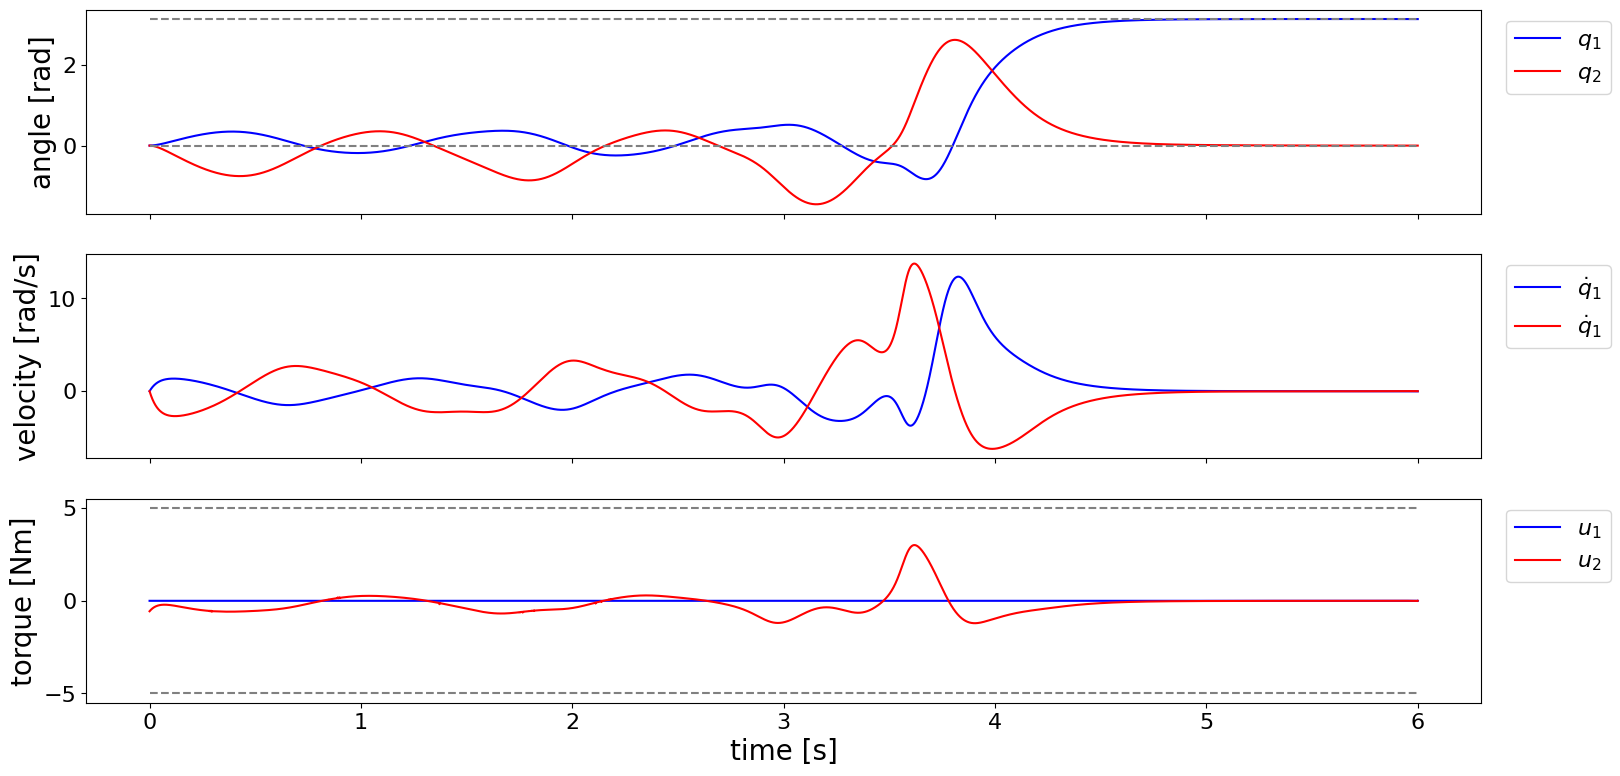 angle [rad]
2
0
q₁
q₂
velocity [rad/s]
10
0
q̇₁
q̇₁
torque [Nm]
5
0
−5
u₁
u₂
0 1 2 3 4 5 6
time [s]